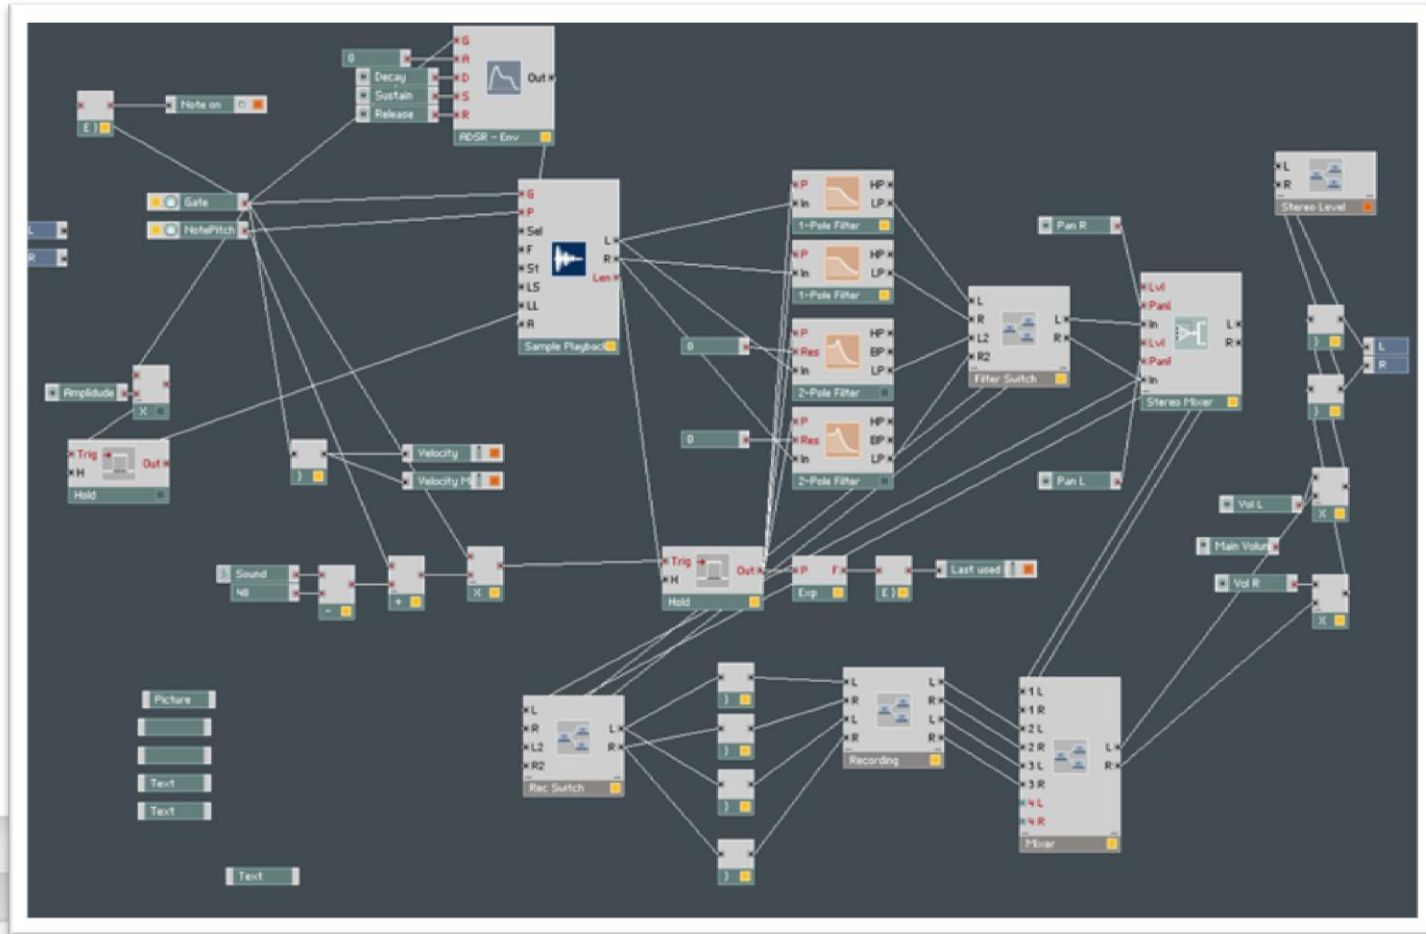 G
0
A
Decay
D
Out
Sustain
S
Release
R
ADSR - Env
Note on
E )
Gate
NotePitch
L
R
G
P
Sel
F
St
LS
LL
A
L
R
Len
Sample Playback
P
In
HP
LP
1-Pole Filter
P
In
HP
LP
1-Pole Filter
0
P
Res
In
HP
BP
LP
2-Pole Filter
0
P
Res
In
HP
BP
LP
2-Pole Filter
L
R
L2
R2
L
R
Filter Switch
Pan R
Pan L
Lvl
PanL
In
Lvl
PanR
In
L
R
Stereo Mixer
L
R
Stereo Level
)
)
L
R
Vol L
X
Main Volum
Vol R
X
Amplidude
X
Trig
H
Out
Hold
)
Velocity
Velocity M
Sound
48
-
+
X
Trig
H
Out
Hold
P
F
Exp
E )
Last used
Picture
Text
Text
Text
L
R
L2
R2
L
R
Rec Switch
)
)
)
)
L
R
L
R
L
R
L
R
Recording
1 L
1 R
2 L
2 R
3 L
3 R
4 L
4 R
L
R
Mixer